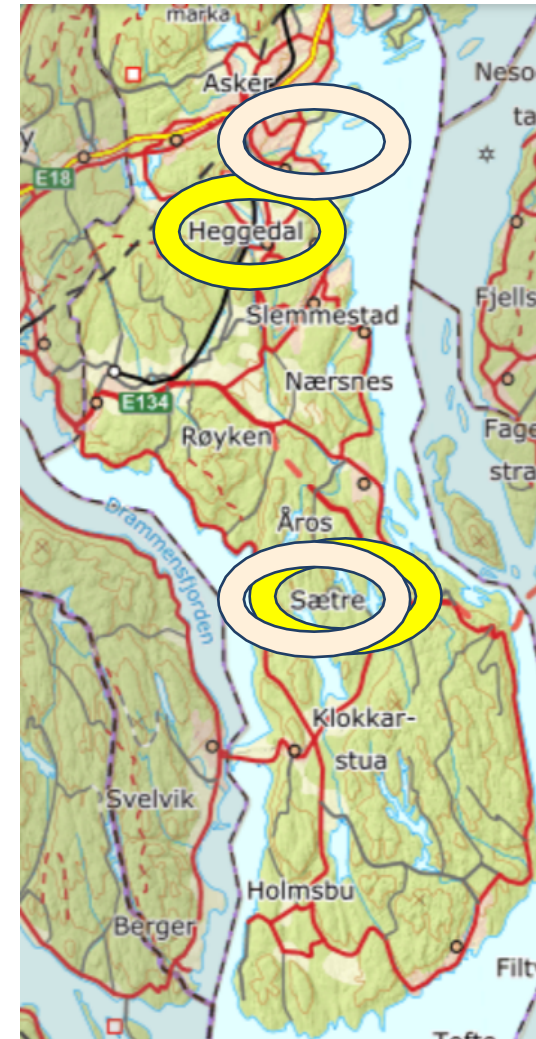 marka
Asker
Neso
ta
y
E18
Heggedal
Fjells
Slemmestad
Nærsnes
E134
Røyken
Fage
stra
Drammensfjorden
Åros
Sætre
Klokkar-
stua
Svelvik
Holmsbu
Berger
Filt
Tofte